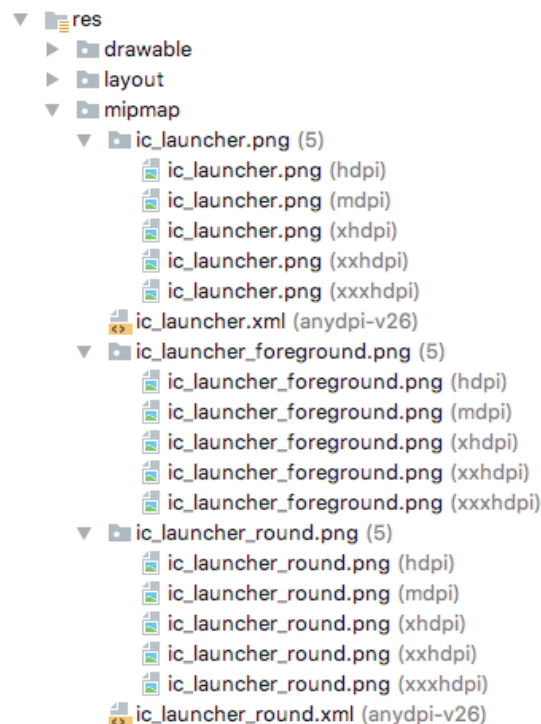 res
drawable
layout
mipmap
ic_launcher.png (5)
ic_launcher.png (hdpi)
ic_launcher.png (mdpi)
ic_launcher.png (xhdpi)
ic_launcher.png (xxhdpi)
ic_launcher.png (xxxhdpi)
ic_launcher.xml (anydpi-v26)
ic_launcher_foreground.png (5)
ic_launcher_foreground.png (hdpi)
ic_launcher_foreground.png (mdpi)
ic_launcher_foreground.png (xhdpi)
ic_launcher_foreground.png (xxhdpi)
ic_launcher_foreground.png (xxxhdpi)
ic_launcher_round.png (5)
ic_launcher_round.png (hdpi)
ic_launcher_round.png (mdpi)
ic_launcher_round.png (xhdpi)
ic_launcher_round.png (xxhdpi)
ic_launcher_round.png (xxxhdpi)
ic_launcher_round.xml (anydpi-v26)